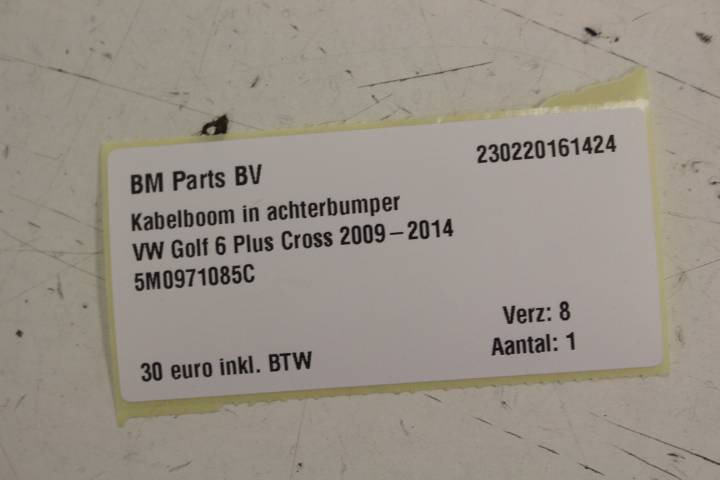 BM Parts BV
230220161424
Kabelboom in achterbumper
VW Golf 6 Plus Cross 2009–2014
5M0971085C
Verz: 8
30 euro inkl. BTW
Aantal: 1